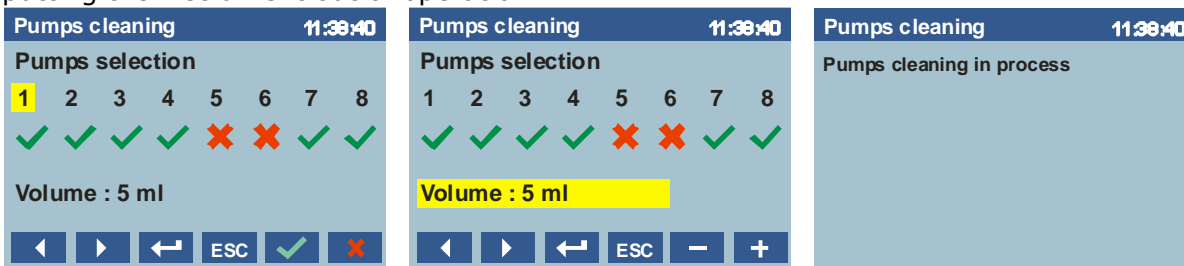 Pumps cleaning 11:38:40
Pumps selection
1 2 3 4 5 6 7 8
Volume : 5 ml
ESC
Pumps cleaning 11:38:40
Pumps selection
1 2 3 4 5 6 7 8
Volume : 5 ml
ESC − +
Pumps cleaning 11:38:40
Pumps cleaning in process